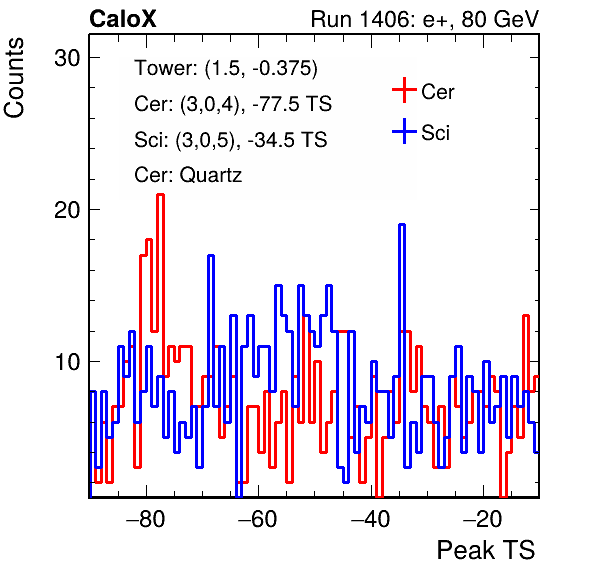 CaloX Run 1406: e+, 80 GeV
Counts
30
20
10
Tower: (1.5, -0.375)
Cer: (3,0,4), -77.5 TS
Sci: (3,0,5), -34.5 TS
Cer: Quartz
Cer
Sci
−80 −60 −40 −20
Peak TS